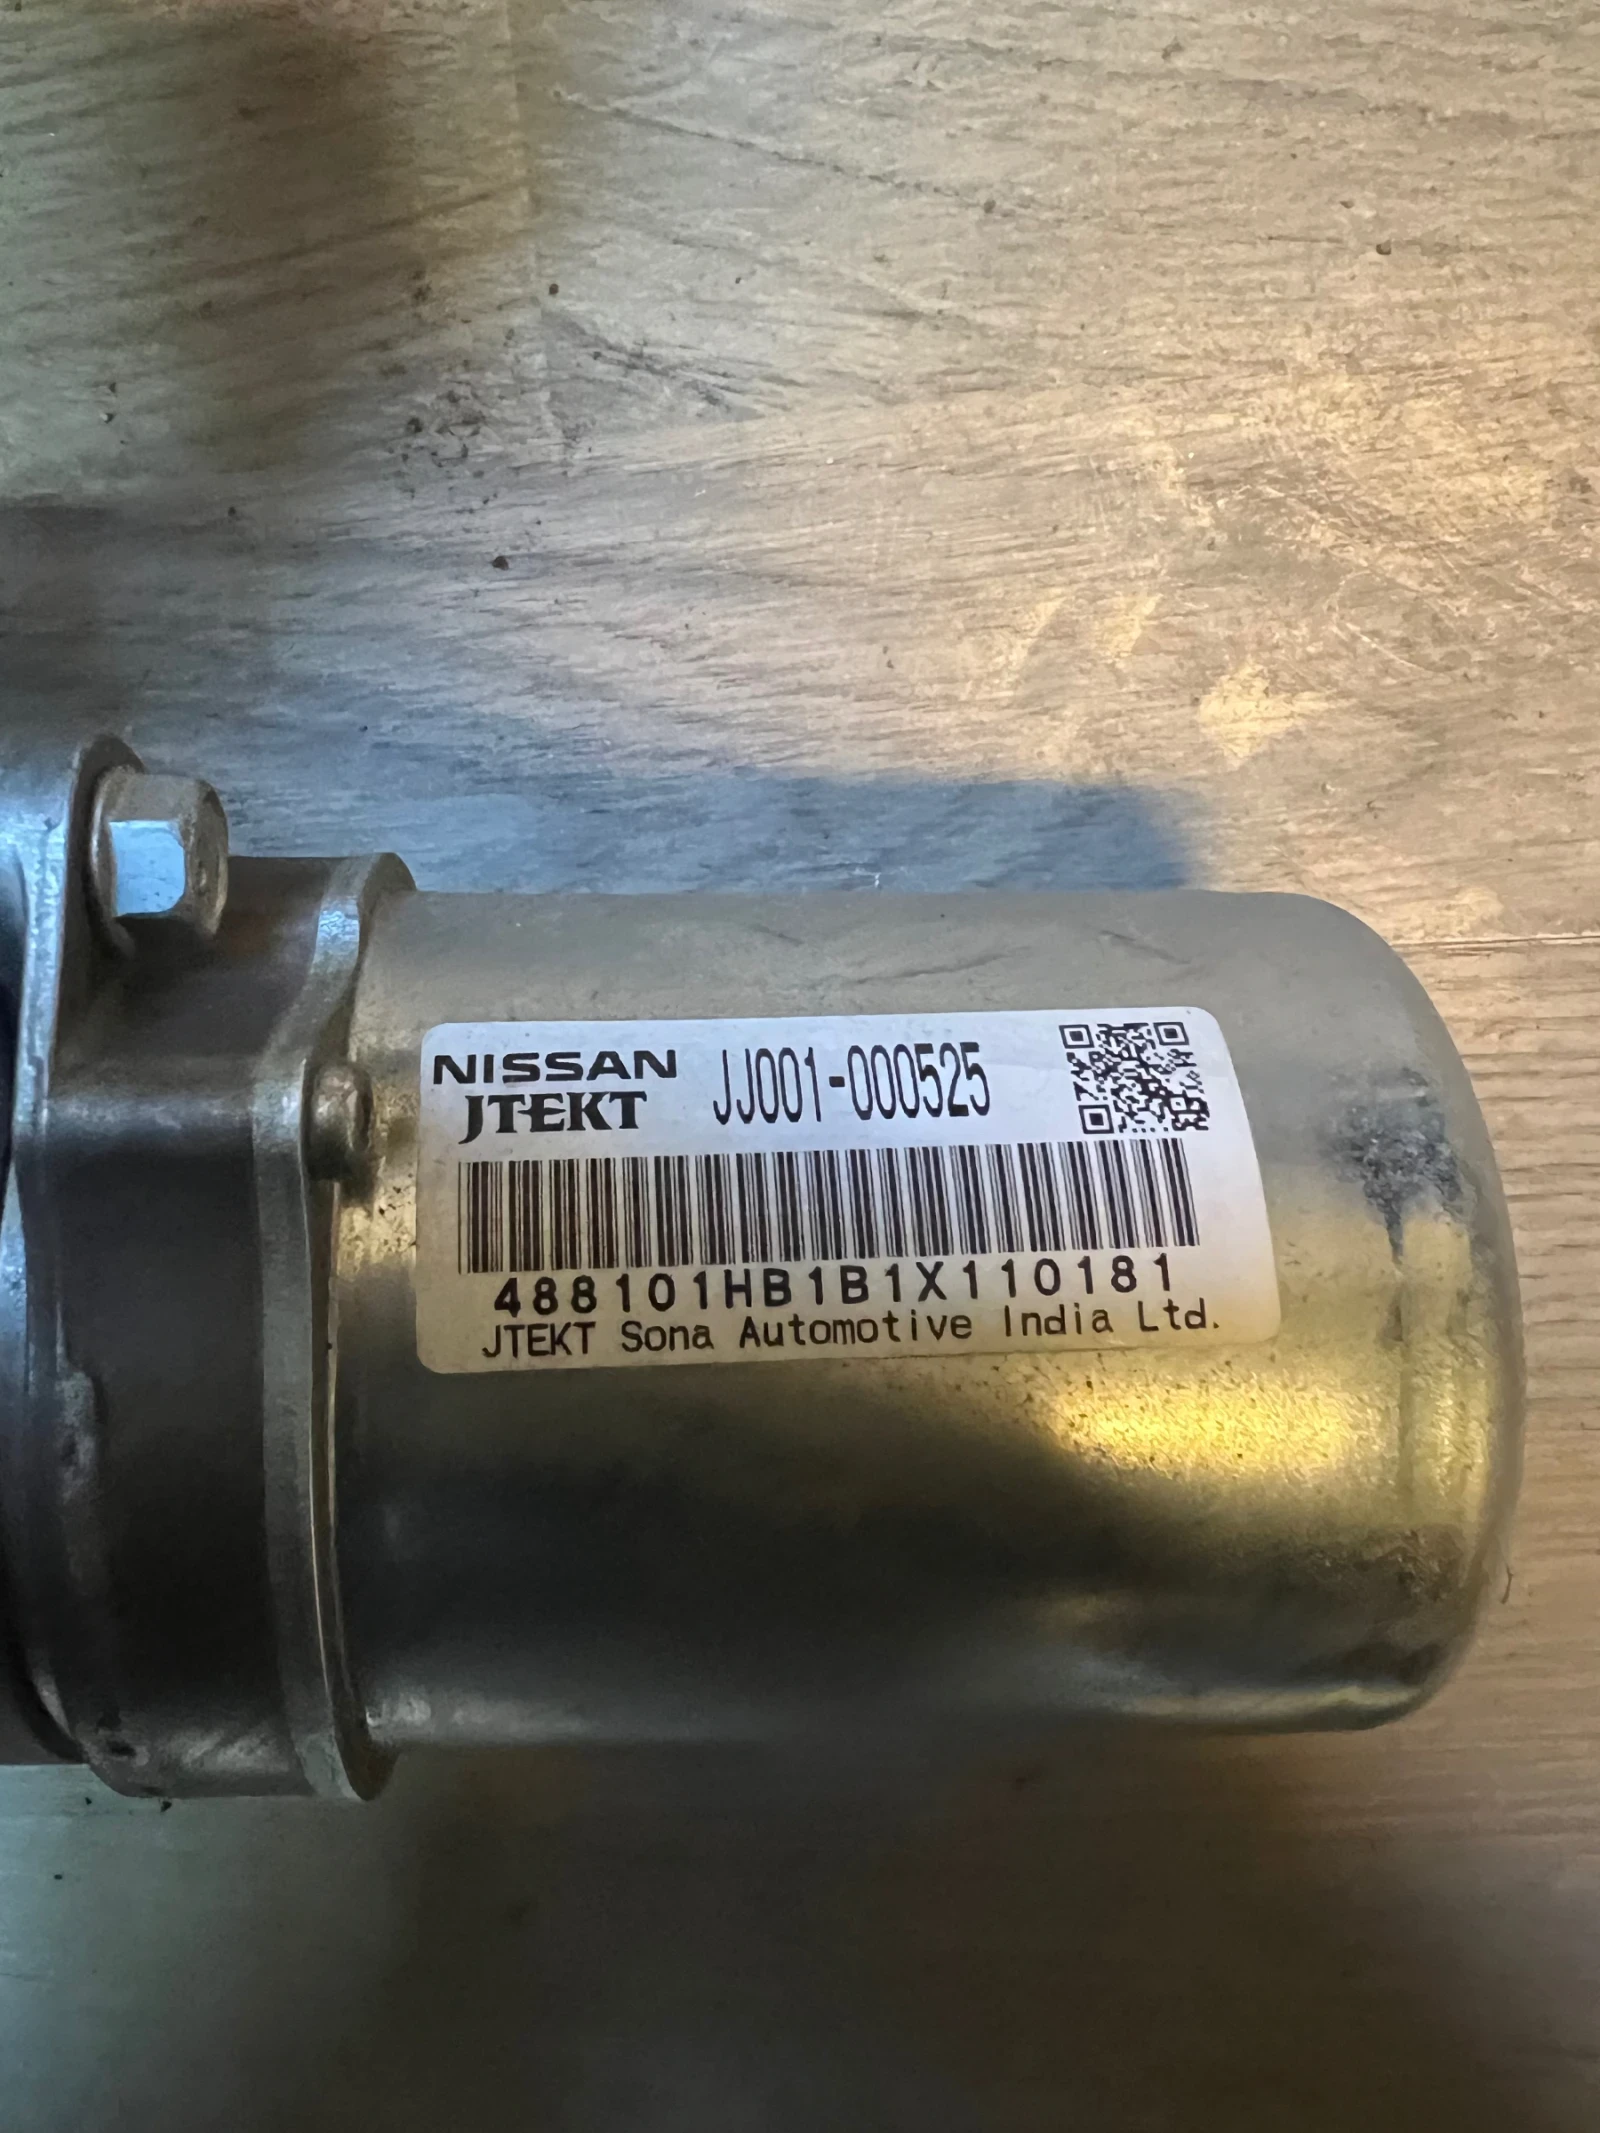 NISSAN JJ001-000525
JTEKT
488101HB1B1X110181
JTEKT Sona Automotive India Ltd.